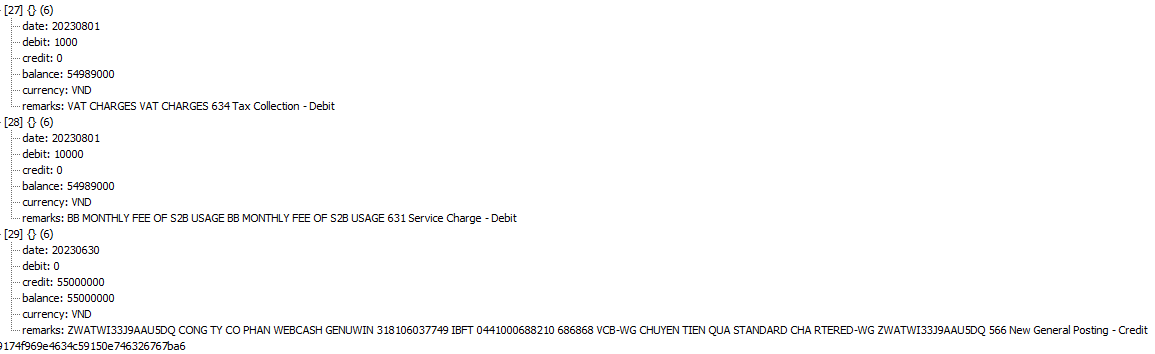 [27] {} (6)
date: 20230801
debit: 1000
credit: 0
balance: 54989000
currency: VND
remarks: VAT CHARGES VAT CHARGES 634 Tax Collection - Debit
[28] {} (6)
date: 20230801
debit: 10000
credit: 0
balance: 54989000
currency: VND
remarks: BB MONTHLY FEE OF S2B USAGE BB MONTHLY FEE OF S2B USAGE 631 Service Charge - Debit
[29] {} (6)
date: 20230630
debit: 0
credit: 55000000
balance: 55000000
currency: VND
remarks: ZWATWI33J9AAU5DQ CONG TY CO PHAN WEBCASH GENUWIN 318106037749 IBFT 0441000688210 686868 VCB-WG CHUYEN TIEN QUA STANDARD CHA RTERED-WG ZWATWI33J9AAU5DQ 566 New General Posting - Credit
9174f969e4634c59150e746326767ba6